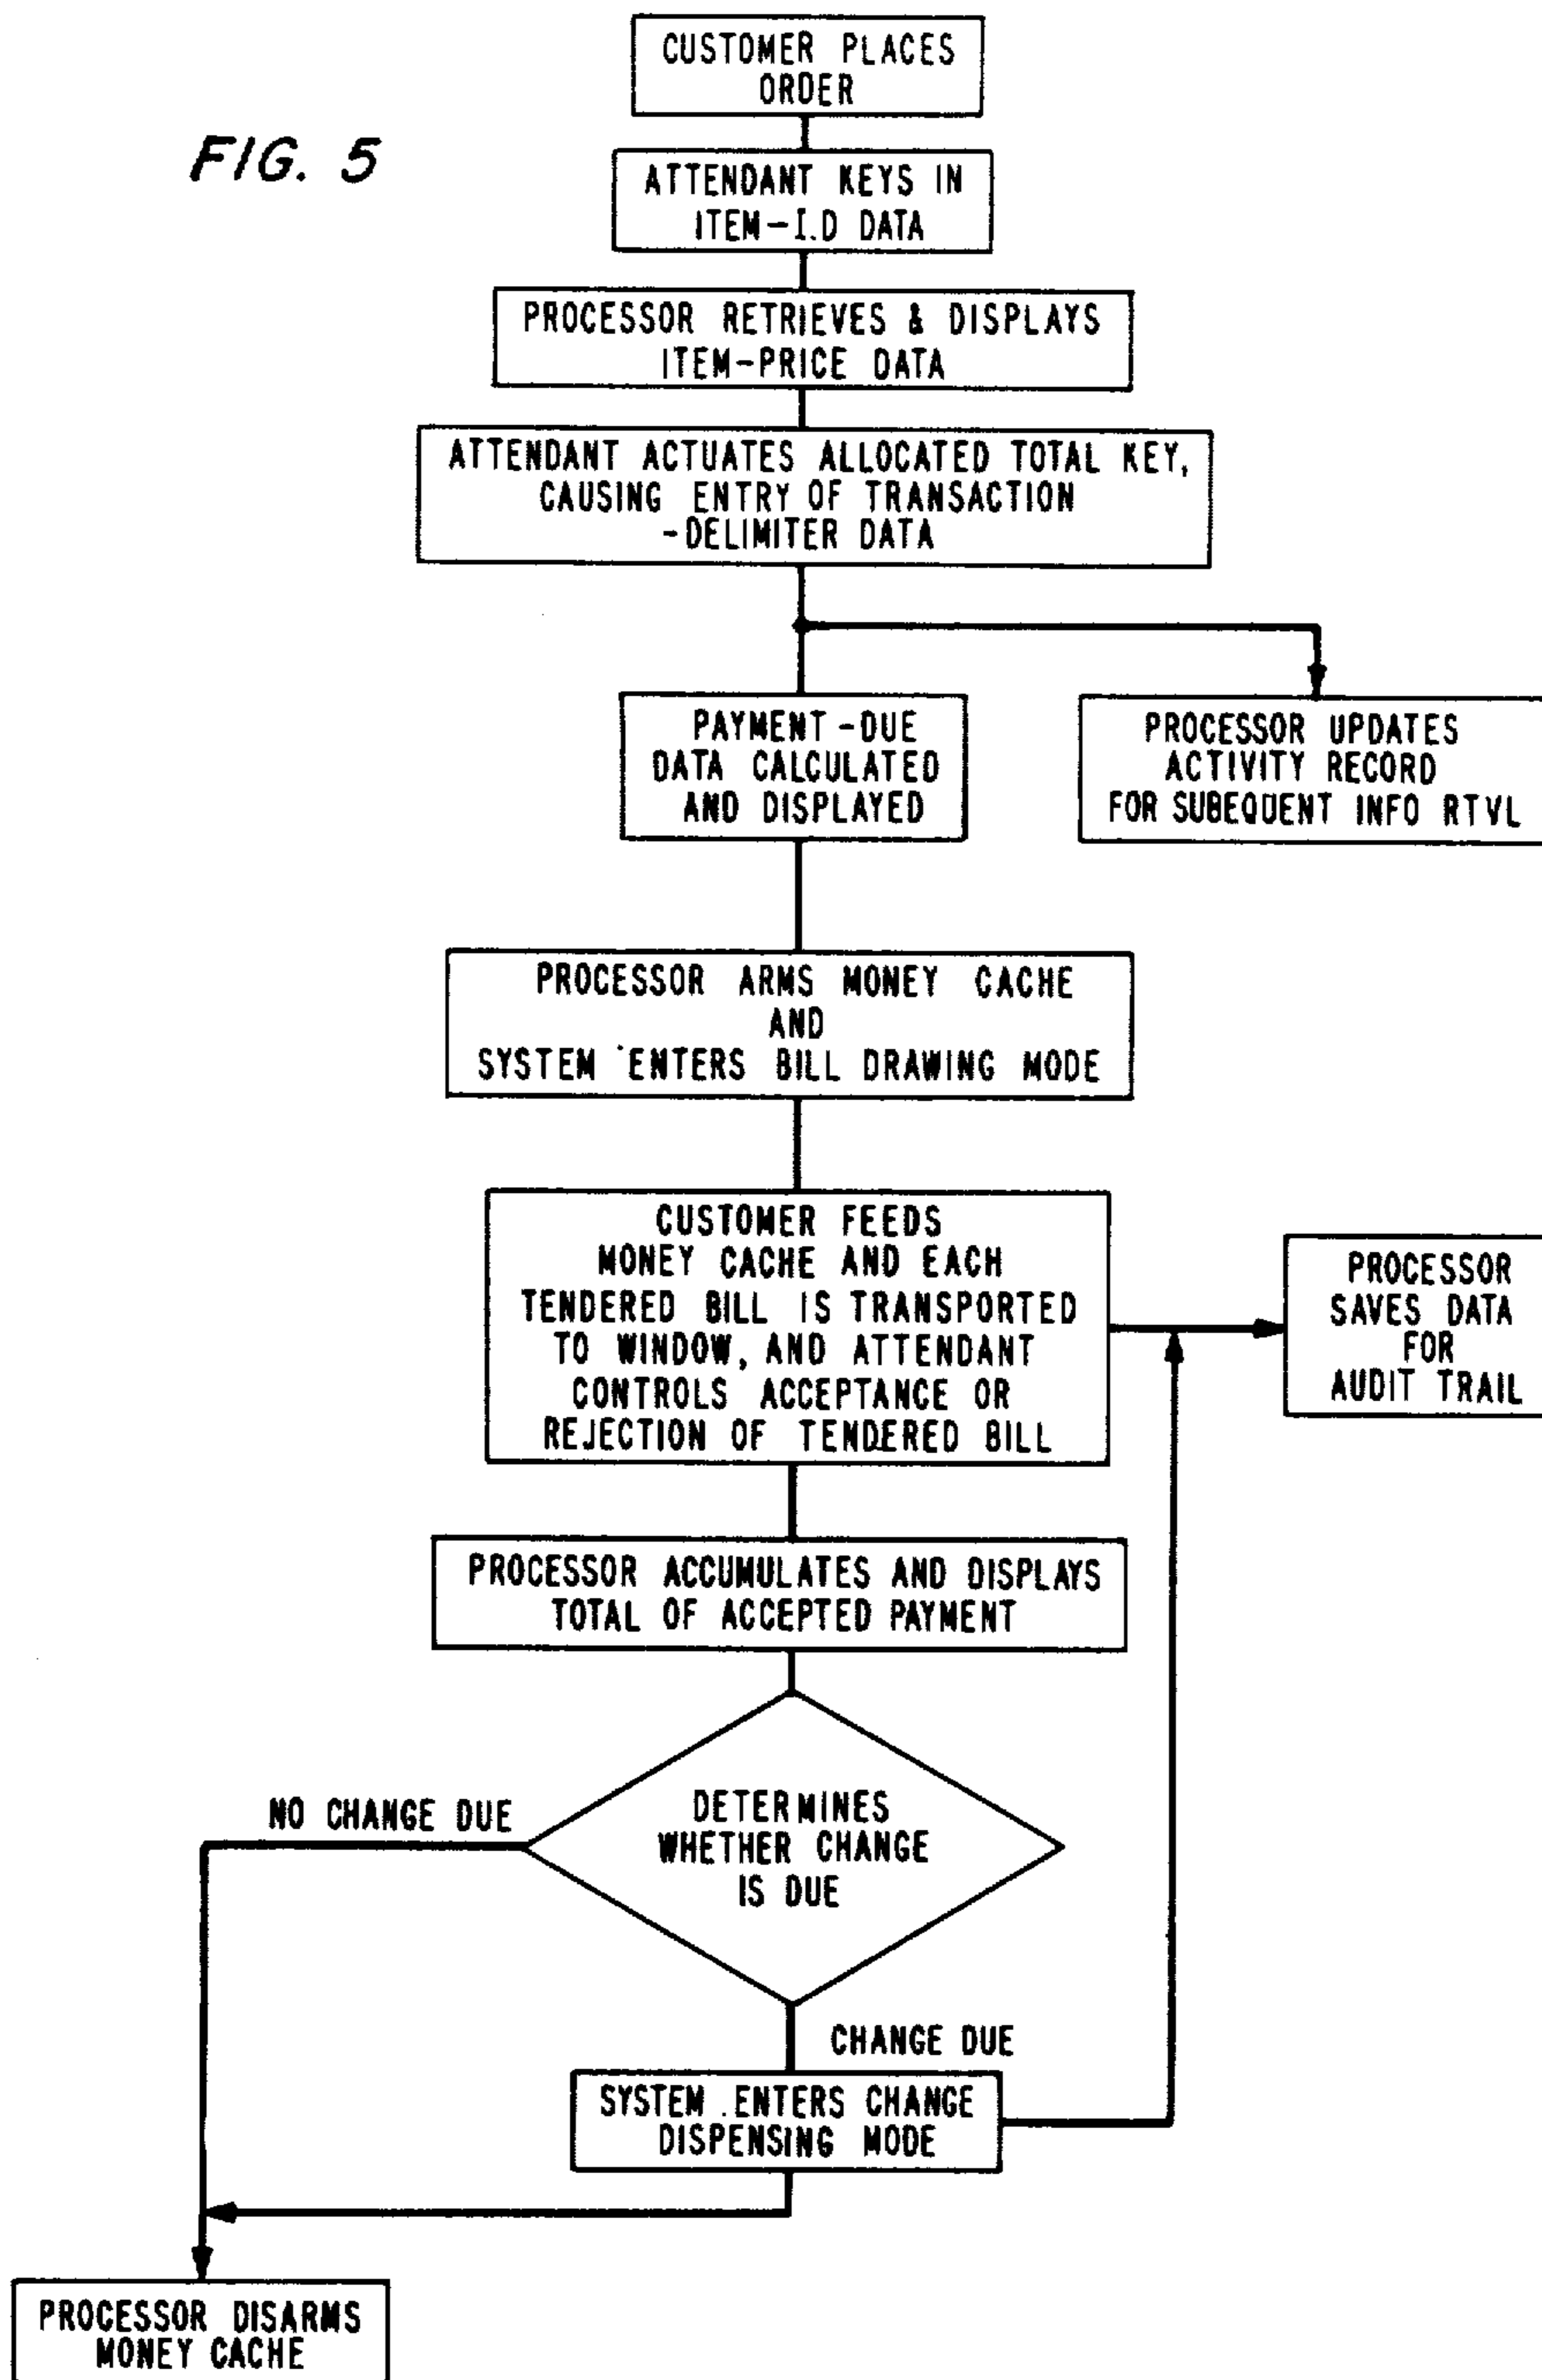 CUSTOMER PLACES
ORDER
FIG. 5
ATTENDANT KEYS IN
ITEM-I.D DATA
PROCESSOR RETRIEVES & DISPLAYS
ITEM-PRICE DATA
ATTENDANT ACTUATES ALLOCATED TOTAL KEY,
CAUSING ENTRY OF TRANSACTION
-DELIMITER DATA
PAYMENT-DUE
DATA CALCULATED
AND DISPLAYED
PROCESSOR UPDATES
ACTIVITY RECORD
FOR SUBEQUENT INFO RTVL
PROCESSOR ARMS MONEY CACHE
AND
SYSTEM ENTERS BILL DRAWING MODE
CUSTOMER FEEDS
MONEY CACHE AND EACH
TENDERED BILL IS TRANSPORTED
TO WINDOW, AND ATTENDANT
CONTROLS ACCEPTANCE OR
REJECTION OF TENDERED BILL
PROCESSOR
SAVES DATA
FOR
AUDIT TRAIL
PROCESSOR ACCUMULATES AND DISPLAYS
TOTAL OF ACCEPTED PAYMENT
NO CHANGE DUE
DETERMINES
WHETHER CHANGE
IS DUE
CHANGE DUE
SYSTEM ENTERS CHANGE
DISPENSING MODE
PROCESSOR DISARMS
MONEY CACHE